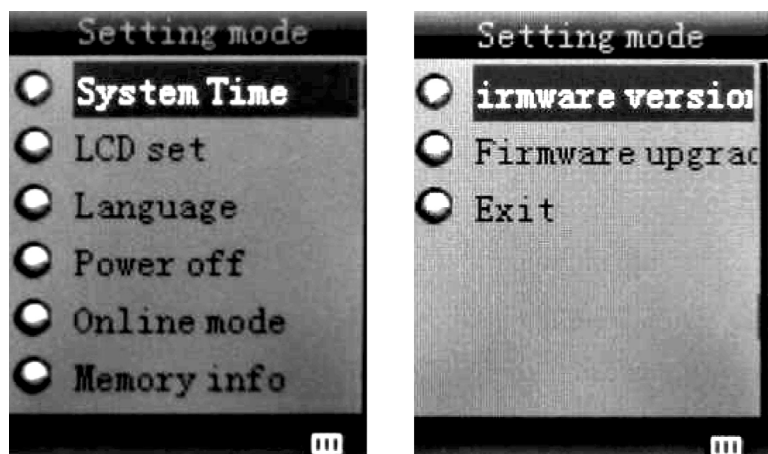 Setting mode
System Time
LCD set
Language
Power off
Online mode
Memory info
Setting mode
irmware version
Firmware upgrad
Exit